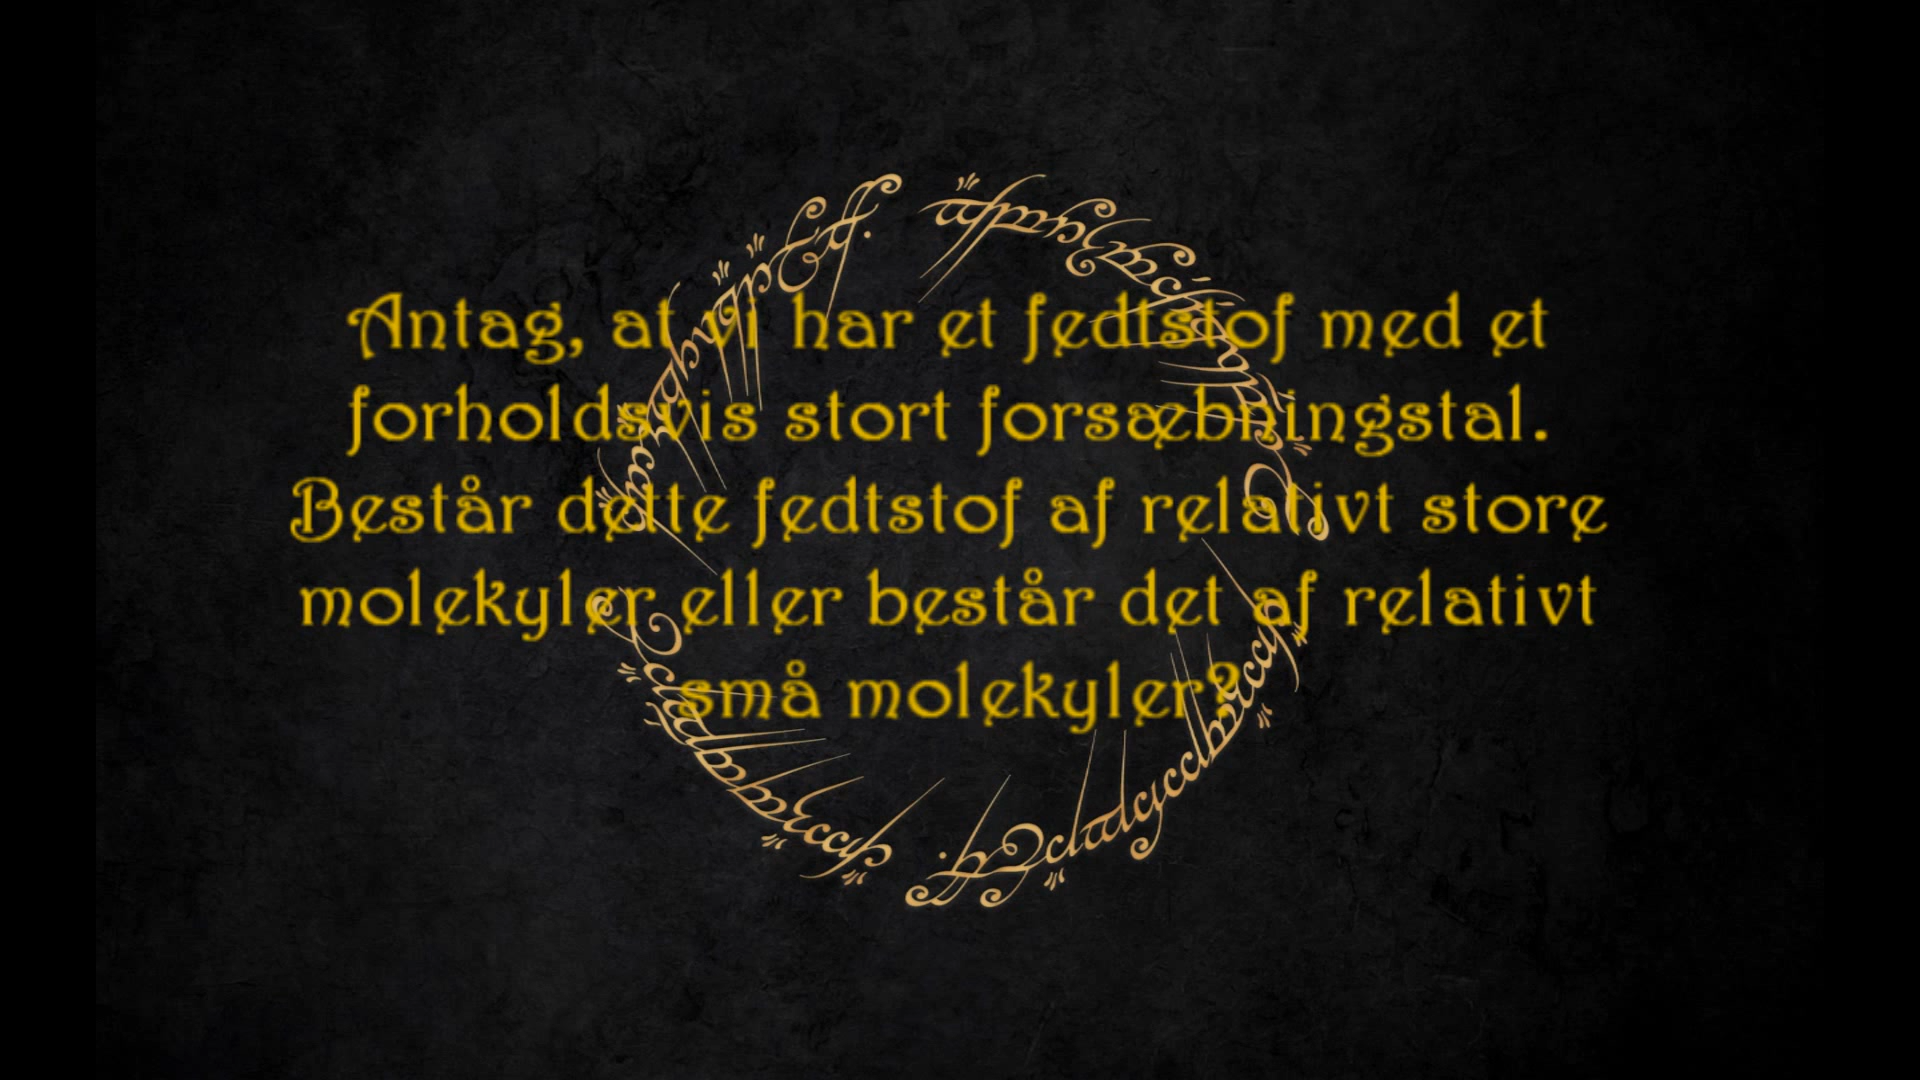 Antag, at vi har et fedtstof med et
forholdsvis stort forsæbningstal.
Består dette fedtstof af relativt store
molekyler eller består det af relativt
små molekyler?